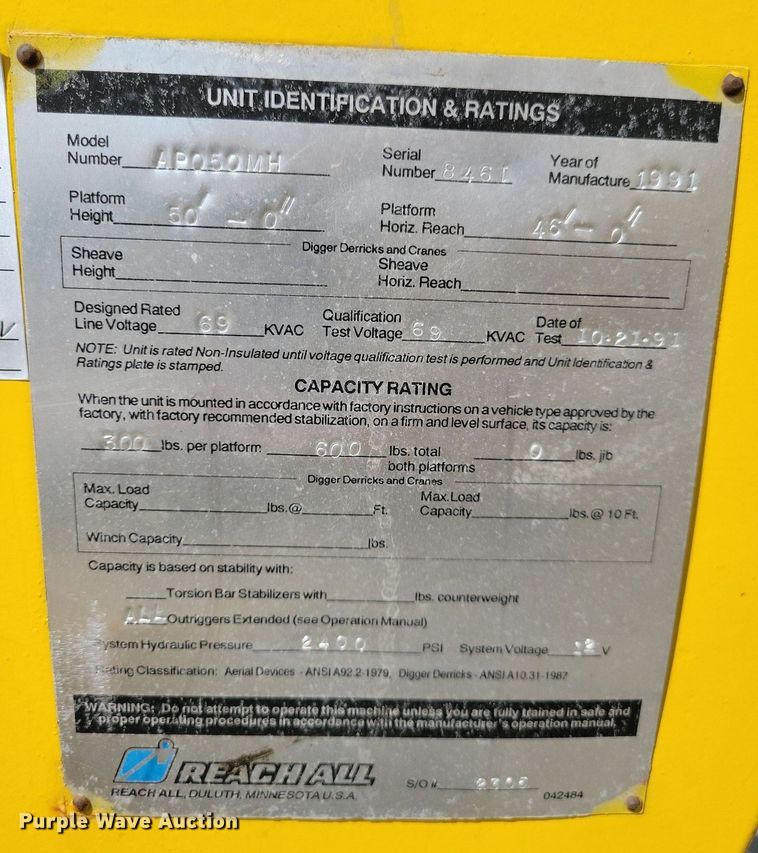 UNIT IDENTIFICATION & RATINGS
Model Number AP050MH Serial Number 8461 Year of Manufacture 1991
Platform Height 50' - 0" Platform Horiz. Reach 46' - 0"
Digger Derricks and Cranes
Sheave Height Sheave Horiz. Reach
Designed Rated Line Voltage 69 KVAC Qualification Test Voltage 69 KVAC Date of Test 10-21-91
NOTE: Unit is rated Non-Insulated until voltage qualification test is performed and Unit Identification &
Ratings plate is stamped.
CAPACITY RATING
When the unit is mounted in accordance with factory instructions on a vehicle type approved by the
factory, with factory recommended stabilization, on a firm and level surface, its capacity is:
300 lbs. per platform 600 lbs. total both platforms 0 lbs. jib
Digger Derricks and Cranes
Max. Load Capacity lbs. @ Ft. Max. Load Capacity lbs. @ 10 Ft.
Winch Capacity lbs.
Capacity is based on stability with:
Torsion Bar Stabilizers with lbs. counterweight
ALL Outriggers Extended (see Operation Manual)
System Hydraulic Pressure 2400 PSI System Voltage 12 V
Rating Classification: Aerial Devices - ANSI A92.2-1979, Digger Derricks - ANSI A10.31-1987
WARNING: Do not attempt to operate this machine unless you are fully trained in safe and
proper operating procedures in accordance with the manufacturer's operation manual.
REACHALL
REACH ALL, DULUTH, MINNESOTA U.S.A. S/O # 042484
Purple Wave Auction